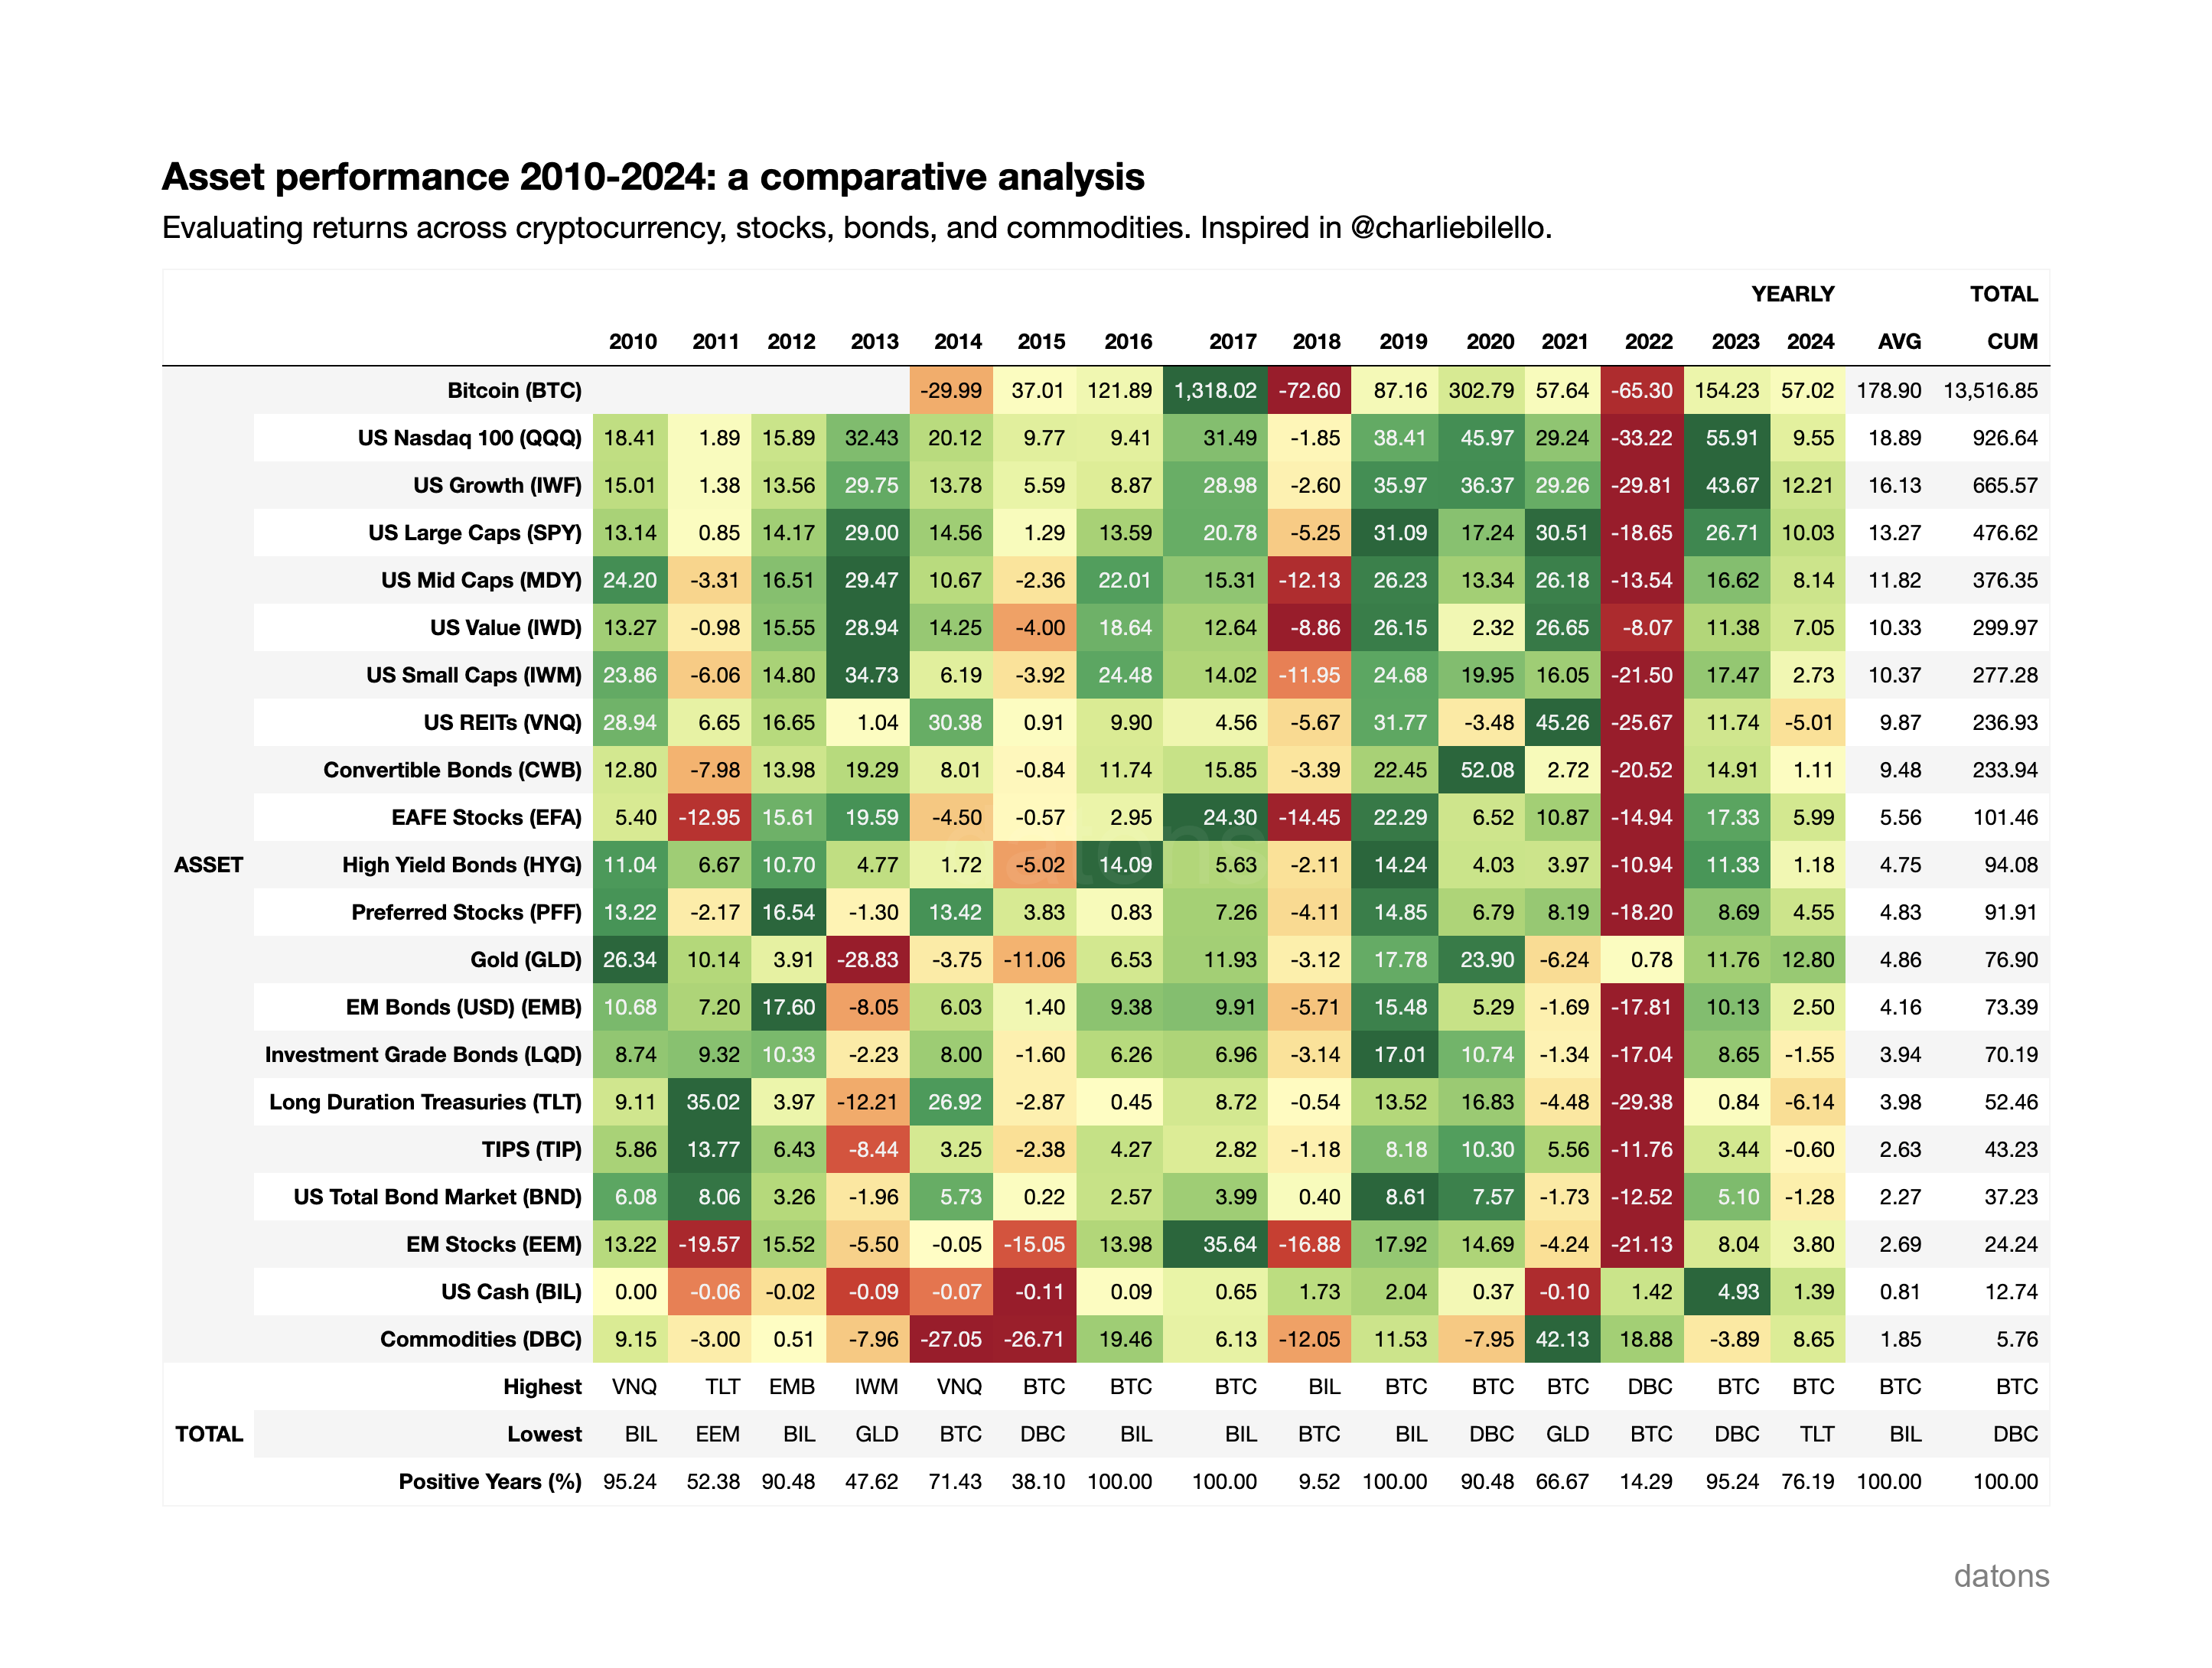 Asset performance 2010-2024: a comparative analysis
Evaluating returns across cryptocurrency, stocks, bonds, and commodities. Inspired in @charliebilello.
YEARLY TOTAL
2010 2011 2012 2013 2014 2015 2016 2017 2018 2019 2020 2021 2022 2023 2024 AVG CUM
Bitcoin (BTC) -29.99 37.01 121.89 1,318.02 -72.60 87.16 302.79 57.64 -65.30 154.23 57.02 178.90 13,516.85
US Nasdaq 100 (QQQ) 18.41 1.89 15.89 32.43 20.12 9.77 9.41 31.49 -1.85 38.41 45.97 29.24 -33.22 55.91 9.55 18.89 926.64
US Growth (IWF) 15.01 1.38 13.56 29.75 13.78 5.59 8.87 28.98 -2.60 35.97 36.37 29.26 -29.81 43.67 12.21 16.13 665.57
US Large Caps (SPY) 13.14 0.85 14.17 29.00 14.56 1.29 13.59 20.78 -5.25 31.09 17.24 30.51 -18.65 26.71 10.03 13.27 476.62
US Mid Caps (MDY) 24.20 -3.31 16.51 29.47 10.67 -2.36 22.01 15.31 -12.13 26.23 13.34 26.18 -13.54 16.62 8.14 11.82 376.35
US Value (IWD) 13.27 -0.98 15.55 28.94 14.25 -4.00 18.64 12.64 -8.86 26.15 2.32 26.65 -8.07 11.38 7.05 10.33 299.97
US Small Caps (IWM) 23.86 -6.06 14.80 34.73 6.19 -3.92 24.48 14.02 -11.95 24.68 19.95 16.05 -21.50 17.47 2.73 10.37 277.28
US REITs (VNQ) 28.94 6.65 16.65 1.04 30.38 0.91 9.90 4.56 -5.67 31.77 -3.48 45.26 -25.67 11.74 -5.01 9.87 236.93
Convertible Bonds (CWB) 12.80 -7.98 13.98 19.29 8.01 -0.84 11.74 15.85 -3.39 22.45 52.08 2.72 -20.52 14.91 1.11 9.48 233.94
EAFE Stocks (EFA) 5.40 -12.95 15.61 19.59 -4.50 -0.57 2.95 24.30 -14.45 22.29 6.52 10.87 -14.94 17.33 5.99 5.56 101.46
ASSET High Yield Bonds (HYG) 11.04 6.67 10.70 4.77 1.72 -5.02 14.09 5.63 -2.11 14.24 4.03 3.97 -10.94 11.33 1.18 4.75 94.08
Preferred Stocks (PFF) 13.22 -2.17 16.54 -1.30 13.42 3.83 0.83 7.26 -4.11 14.85 6.79 8.19 -18.20 8.69 4.55 4.83 91.91
Gold (GLD) 26.34 10.14 3.91 -28.83 -3.75 -11.06 6.53 11.93 -3.12 17.78 23.90 -6.24 0.78 11.76 12.80 4.86 76.90
EM Bonds (USD) (EMB) 10.68 7.20 17.60 -8.05 6.03 1.40 9.38 9.91 -5.71 15.48 5.29 -1.69 -17.81 10.13 2.50 4.16 73.39
Investment Grade Bonds (LQD) 8.74 9.32 10.33 -2.23 8.00 -1.60 6.26 6.96 -3.14 17.01 10.74 -1.34 -17.04 8.65 -1.55 3.94 70.19
Long Duration Treasuries (TLT) 9.11 35.02 3.97 -12.21 26.92 -2.87 0.45 8.72 -0.54 13.52 16.83 -4.48 -29.38 0.84 -6.14 3.98 52.46
TIPS (TIP) 5.86 13.77 6.43 -8.44 3.25 -2.38 4.27 2.82 -1.18 8.18 10.30 5.56 -11.76 3.44 -0.60 2.63 43.23
US Total Bond Market (BND) 6.08 8.06 3.26 -1.96 5.73 0.22 2.57 3.99 0.40 8.61 7.57 -1.73 -12.52 5.10 -1.28 2.27 37.23
EM Stocks (EEM) 13.22 -19.57 15.52 -5.50 -0.05 -15.05 13.98 35.64 -16.88 17.92 14.69 -4.24 -21.13 8.04 3.80 2.69 24.24
US Cash (BIL) 0.00 -0.06 -0.02 -0.09 -0.07 -0.11 0.09 0.65 1.73 2.04 0.37 -0.10 1.42 4.93 1.39 0.81 12.74
Commodities (DBC) 9.15 -3.00 0.51 -7.96 -27.05 -26.71 19.46 6.13 -12.05 11.53 -7.95 42.13 18.88 -3.89 8.65 1.85 5.76
Highest VNQ TLT EMB IWM VNQ BTC BTC BTC BIL BTC BTC BTC DBC BTC BTC BTC BTC
TOTAL Lowest BIL EEM BIL GLD BTC DBC BIL BIL BTC BIL DBC GLD BTC DBC TLT BIL DBC
Positive Years (%) 95.24 52.38 90.48 47.62 71.43 38.10 100.00 100.00 9.52 100.00 90.48 66.67 14.29 95.24 76.19 100.00 100.00
datons